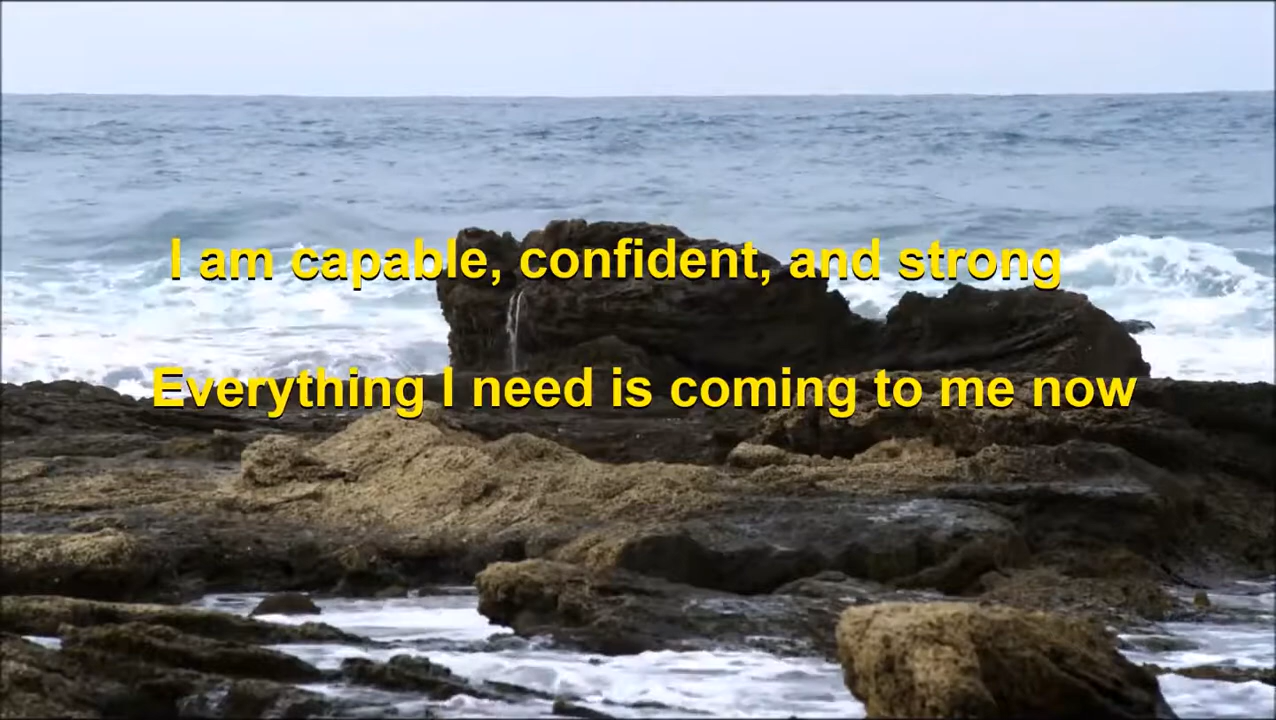 I am capable, confident, and strong
Everything I need is coming to me now